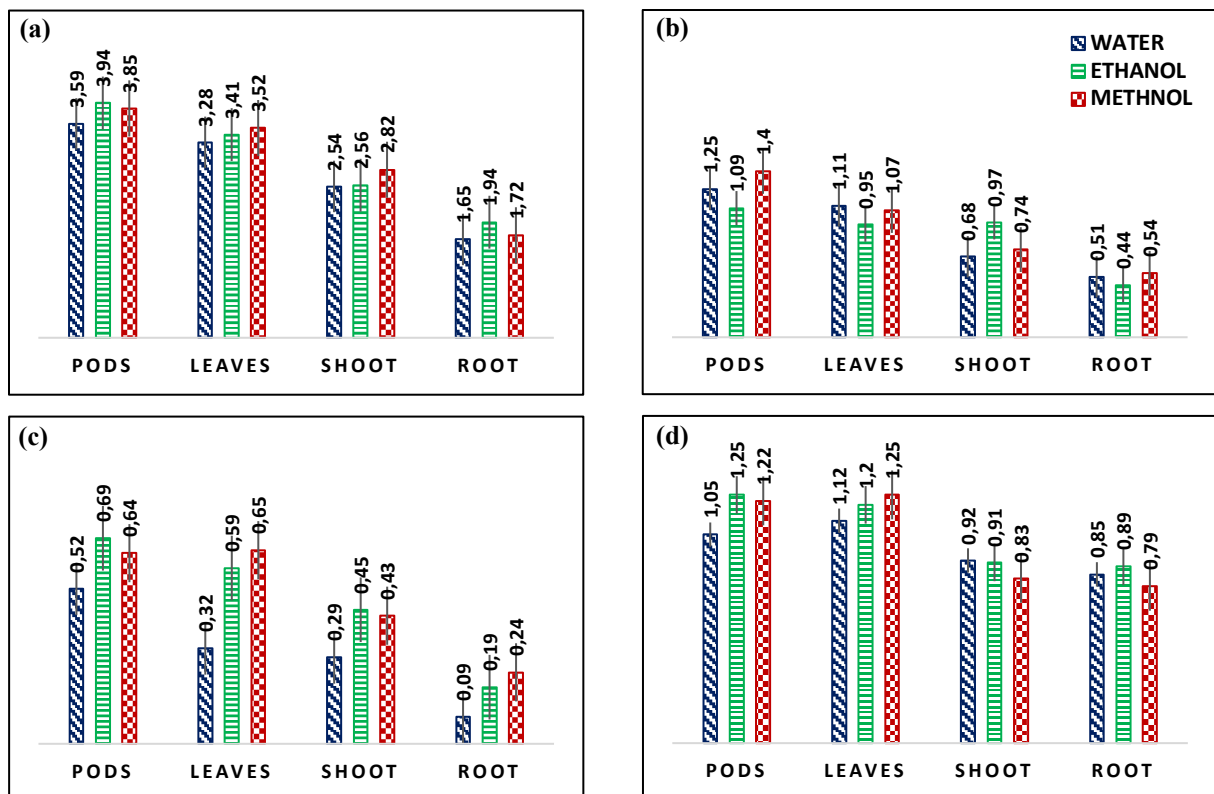 (a)
3,59 3,94 3,85 3,28 3,41 3,52 2,54 2,56 2,82 1,65 1,94 1,72
PODS LEAVES SHOOT ROOT
(b)
WATER
ETHANOL
METHNOL
1,25 1,09 1,4 1,11 0,95 1,07 0,68 0,97 0,74 0,51 0,44 0,54
PODS LEAVES SHOOT ROOT
(c)
0,52 0,69 0,64 0,32 0,59 0,65 0,29 0,45 0,43 0,09 0,19 0,24
PODS LEAVES SHOOT ROOT
(d)
1,05 1,25 1,22 1,12 1,2 1,25 0,92 0,91 0,83 0,85 0,89 0,79
PODS LEAVES SHOOT ROOT